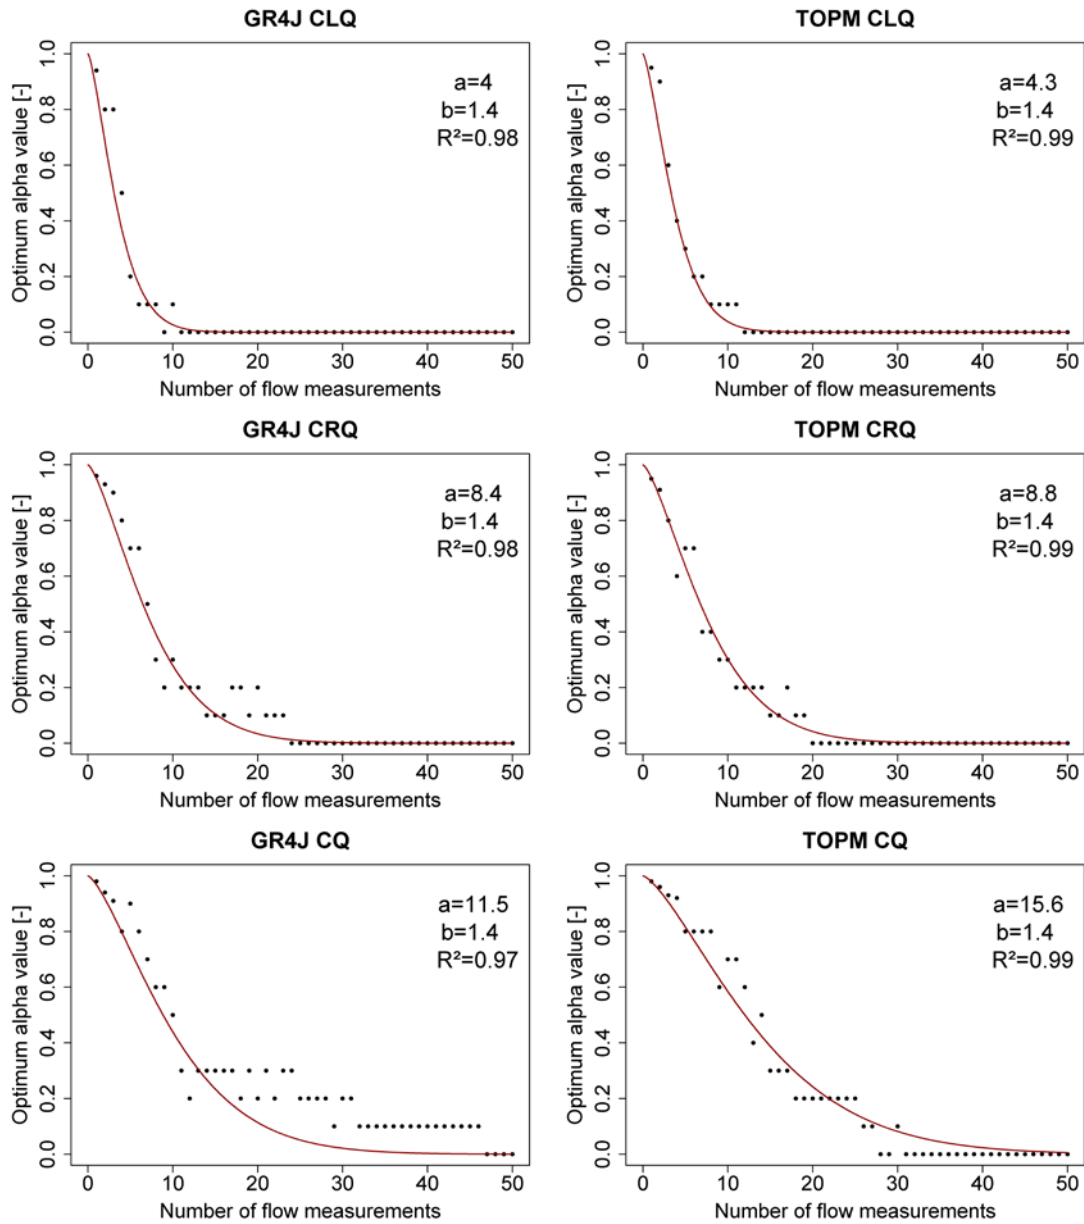 GR4J CLQ
a=4
b=1.4
R²=0.98
Optimum alpha value [-]
0.0 0.2 0.4 0.6 0.8 1.0
0 10 20 30 40 50
Number of flow measurements
TOPM CLQ
a=4.3
b=1.4
R²=0.99
Optimum alpha value [-]
0.0 0.2 0.4 0.6 0.8 1.0
0 10 20 30 40 50
Number of flow measurements
GR4J CRQ
a=8.4
b=1.4
R²=0.98
Optimum alpha value [-]
0.0 0.2 0.4 0.6 0.8 1.0
0 10 20 30 40 50
Number of flow measurements
TOPM CRQ
a=8.8
b=1.4
R²=0.99
Optimum alpha value [-]
0.0 0.2 0.4 0.6 0.8 1.0
0 10 20 30 40 50
Number of flow measurements
GR4J CQ
a=11.5
b=1.4
R²=0.97
Optimum alpha value [-]
0.0 0.2 0.4 0.6 0.8 1.0
0 10 20 30 40 50
Number of flow measurements
TOPM CQ
a=15.6
b=1.4
R²=0.99
Optimum alpha value [-]
0.0 0.2 0.4 0.6 0.8 1.0
0 10 20 30 40 50
Number of flow measurements